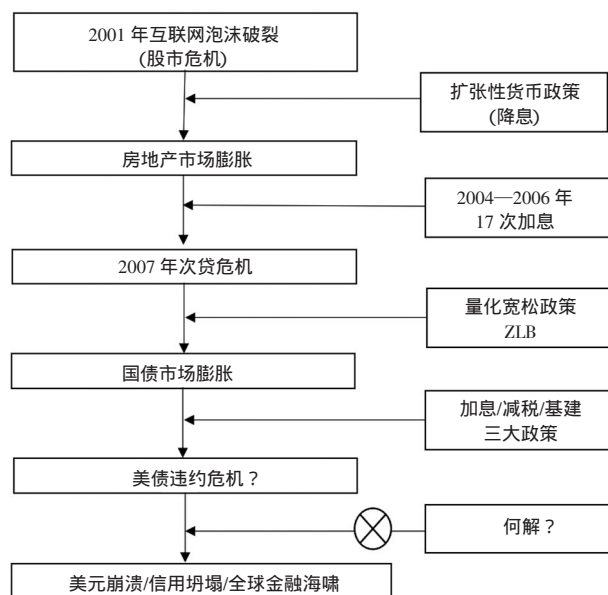 2001 年互联网泡沫破裂
(股市危机)
扩张性货币政策
(降息)
房地产市场膨胀
2004—2006 年
17 次加息
2007 年次贷危机
量化宽松政策
ZLB
国债市场膨胀
加息/减税/基建
三大政策
美债违约危机？
何解？
美元崩溃/信用坍塌/全球金融海啸